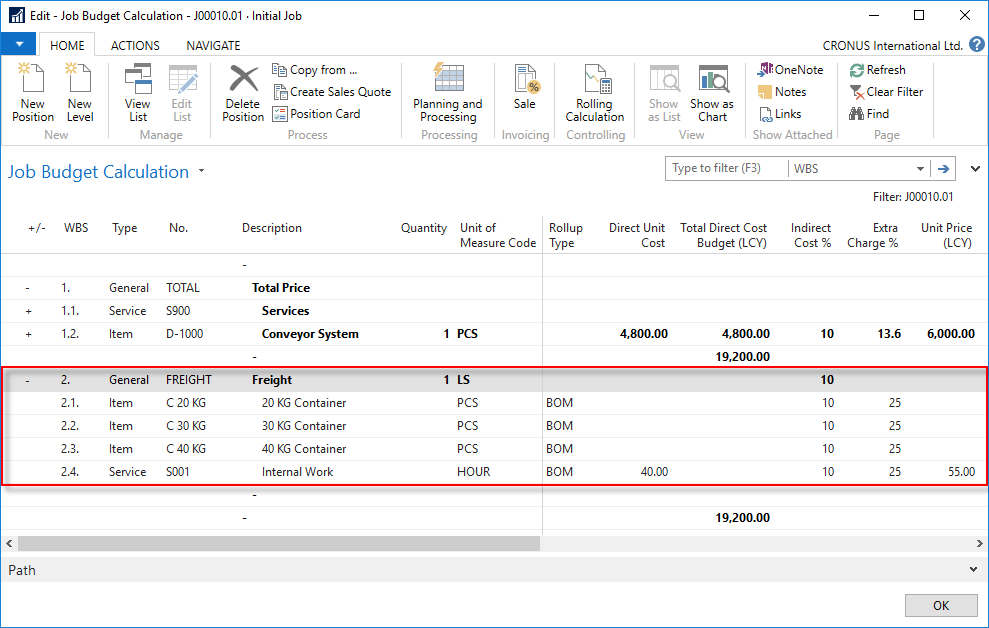 Edit - Job Budget Calculation - J00010.01 · Initial Job
HOME ACTIONS NAVIGATE CRONUS International Ltd. ?
New Position
New Level
New
View List
Edit List
Manage
Delete Position
Copy from ...
Create Sales Quote
Position Card
Process
Planning and Processing
Processing
Sale
Invoicing
Rolling Calculation
Controlling
Show as List
Show as Chart
View
OneNote
Notes
Links
Show Attached
Refresh
Clear Filter
Find
Page
Job Budget Calculation
Type to filter (F3) WBS
Filter: J00010.01
+/- WBS Type No. Description Quantity Unit of Measure Code Rollup Type Direct Unit Cost Total Direct Cost Budget (LCY) Indirect Cost % Extra Charge % Unit Price (LCY)
-
- 1. General TOTAL Total Price
+ 1.1. Service S900 Services
+ 1.2. Item D-1000 Conveyor System 1 PCS 4,800.00 4,800.00 10 13.6 6,000.00
- 19,200.00
- 2. General FREIGHT Freight 1 LS 10
2.1. Item C 20 KG 20 KG Container PCS BOM 10 25
2.2. Item C 30 KG 30 KG Container PCS BOM 10 25
2.3. Item C 40 KG 40 KG Container PCS BOM 10 25
2.4. Service S001 Internal Work HOUR BOM 40.00 10 25 55.00
-
- 19,200.00
Path
OK